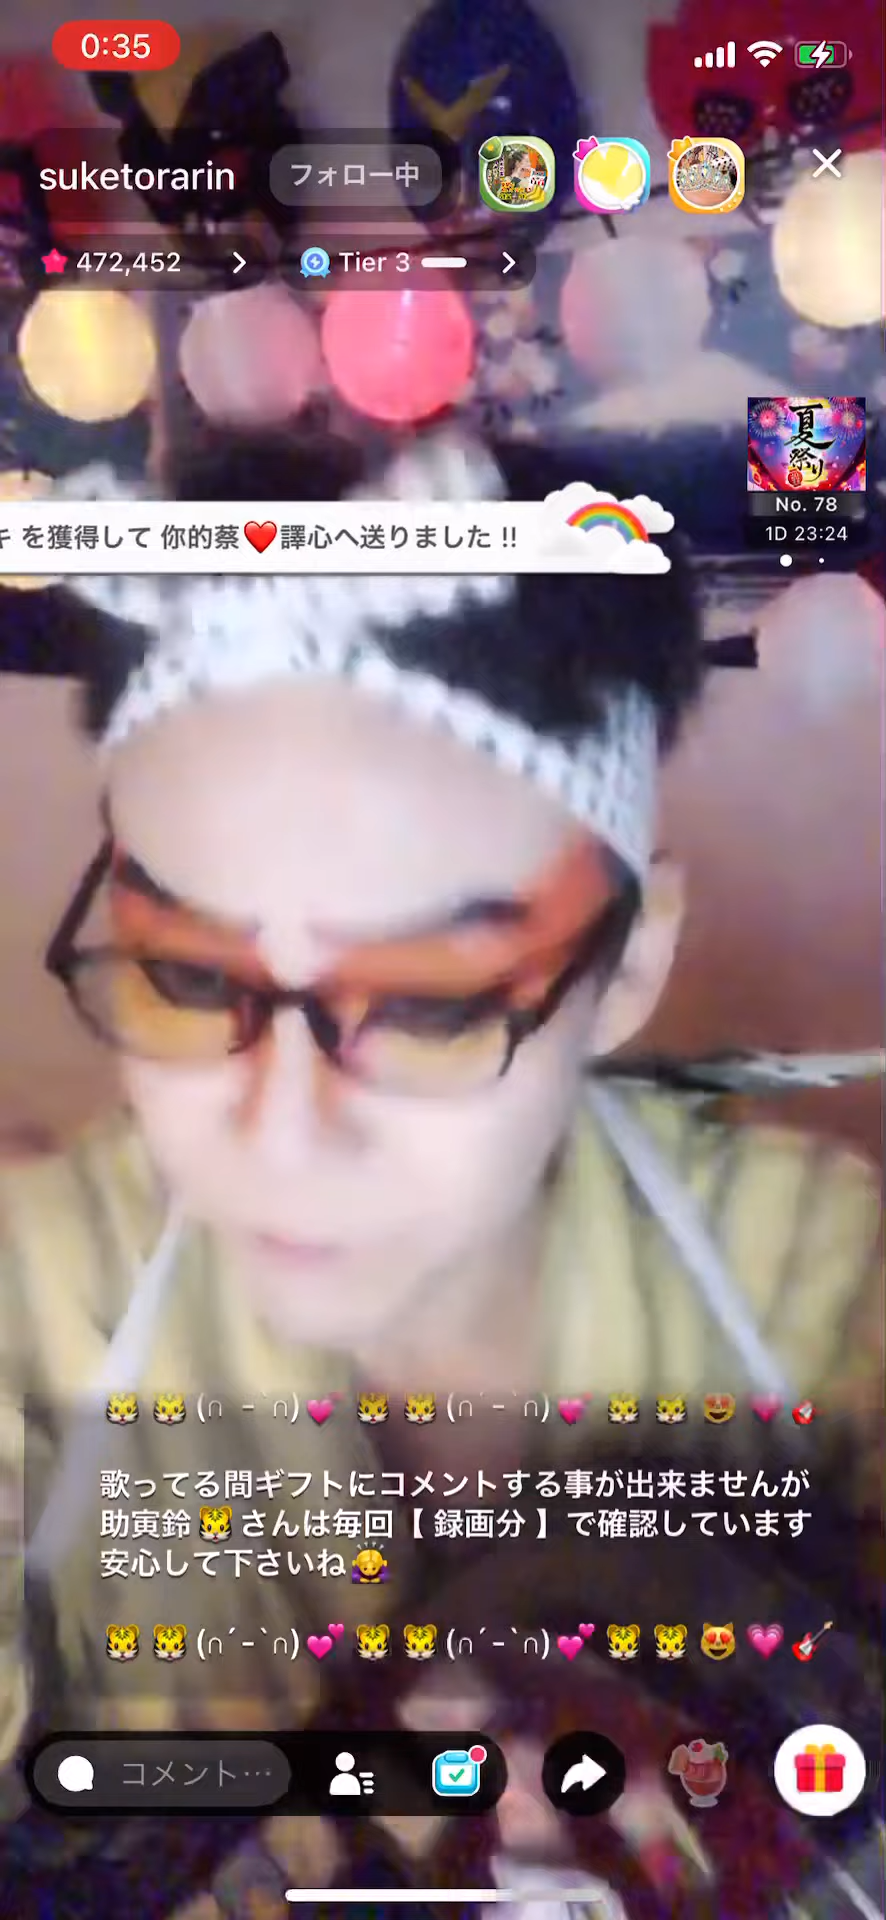 0:35
suketorarin
フォロー中
472,452
Tier 3
夏祭り
No. 78
1D 23:24
を獲得して 你的蔡❤️譯心へ送りました !!
🐯 🐯 (∩´-`∩)💕 🐯 🐯 (∩´-`∩)💕 🐯 🐯 😻 💗 🎸
歌ってる間ギフトにコメントする事が出来ませんが
助寅鈴🐯さんは毎回【 録画分 】で確認しています
安心して下さいね🙇‍♀️
🐯 🐯 (∩´-`∩)💕 🐯 🐯 (∩´-`∩)💕 🐯 🐯 😻 💗 🎸
コメント…